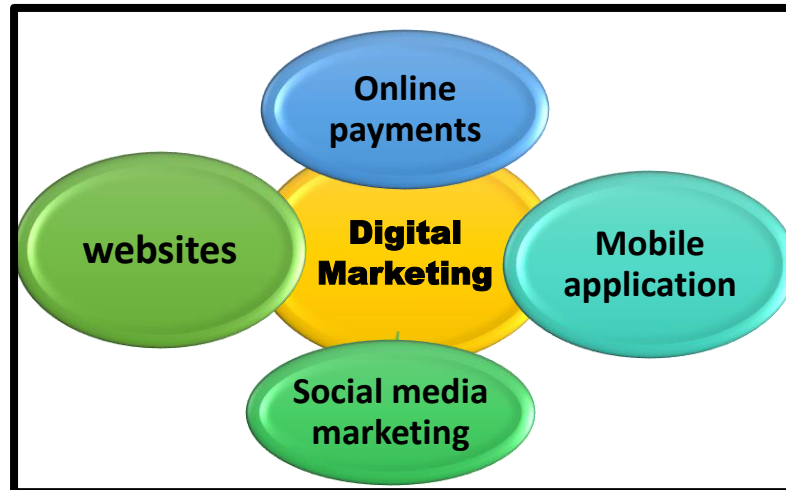 Online
payments
websites
Digital
Marketing
Mobile
application
Social media
marketing